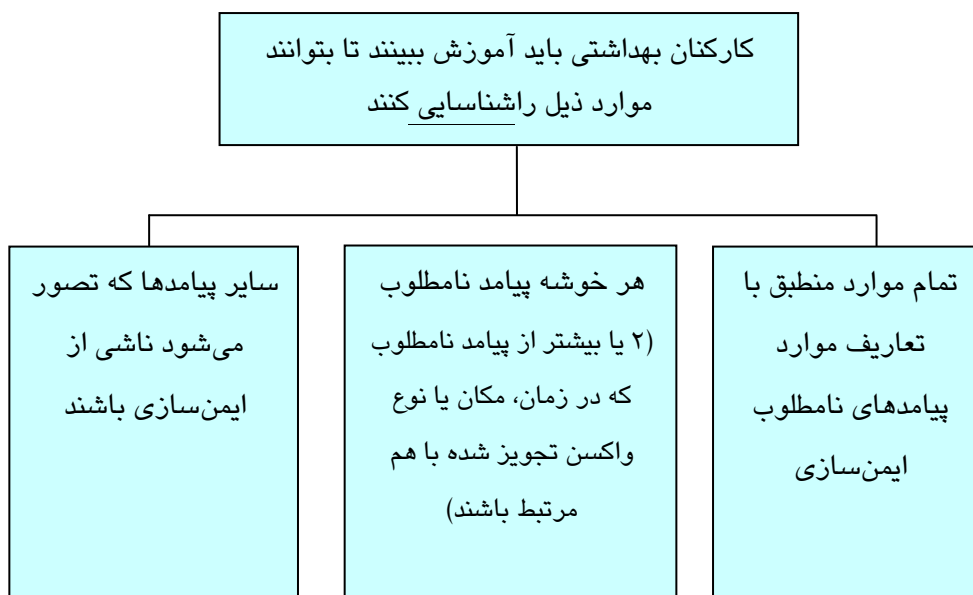 کارکنان بهداشتی باید آموزش ببینند تا بتوانند
موارد ذیل راشناسایی کنند
تمام موارد منطبق با
تعاریف موارد
پیامدهای نامطلوب
ایمن‌سازی
هر خوشه پیامد نامطلوب
(۲ یا بیشتر از پیامد نامطلوب
که در زمان، مکان یا نوع
واکسن تجویز شده با هم
مرتبط باشند)
سایر پیامدها که تصور
می‌شود ناشی از
ایمن‌سازی باشند